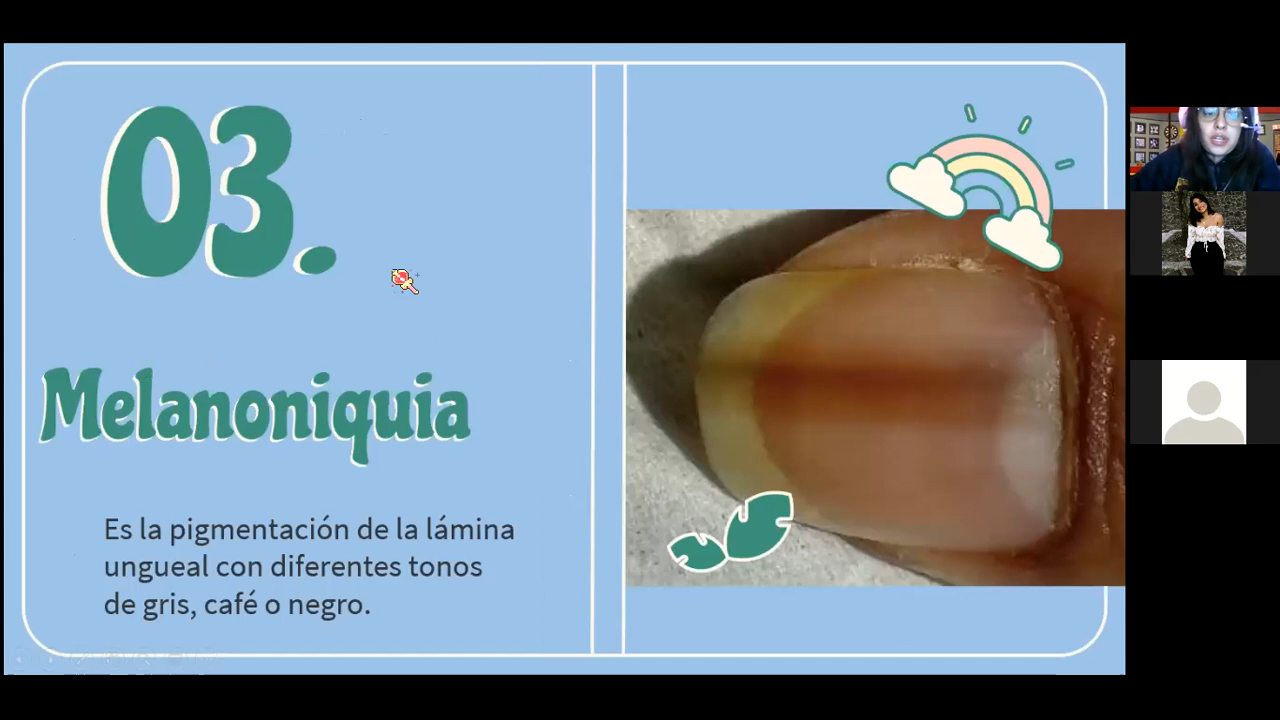 03.
Melanoniquia
Es la pigmentación de la lámina
ungueal con diferentes tonos
de gris, café o negro.